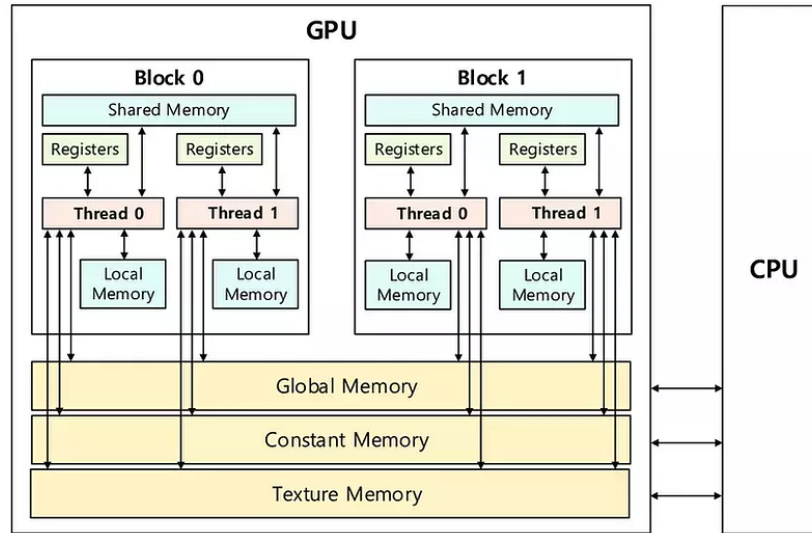 GPU
Block 0
Shared Memory
Registers
Registers
Thread 0
Thread 1
Local
Memory
Local
Memory
Block 1
Shared Memory
Registers
Registers
Thread 0
Thread 1
Local
Memory
Local
Memory
Global Memory
Constant Memory
Texture Memory
CPU